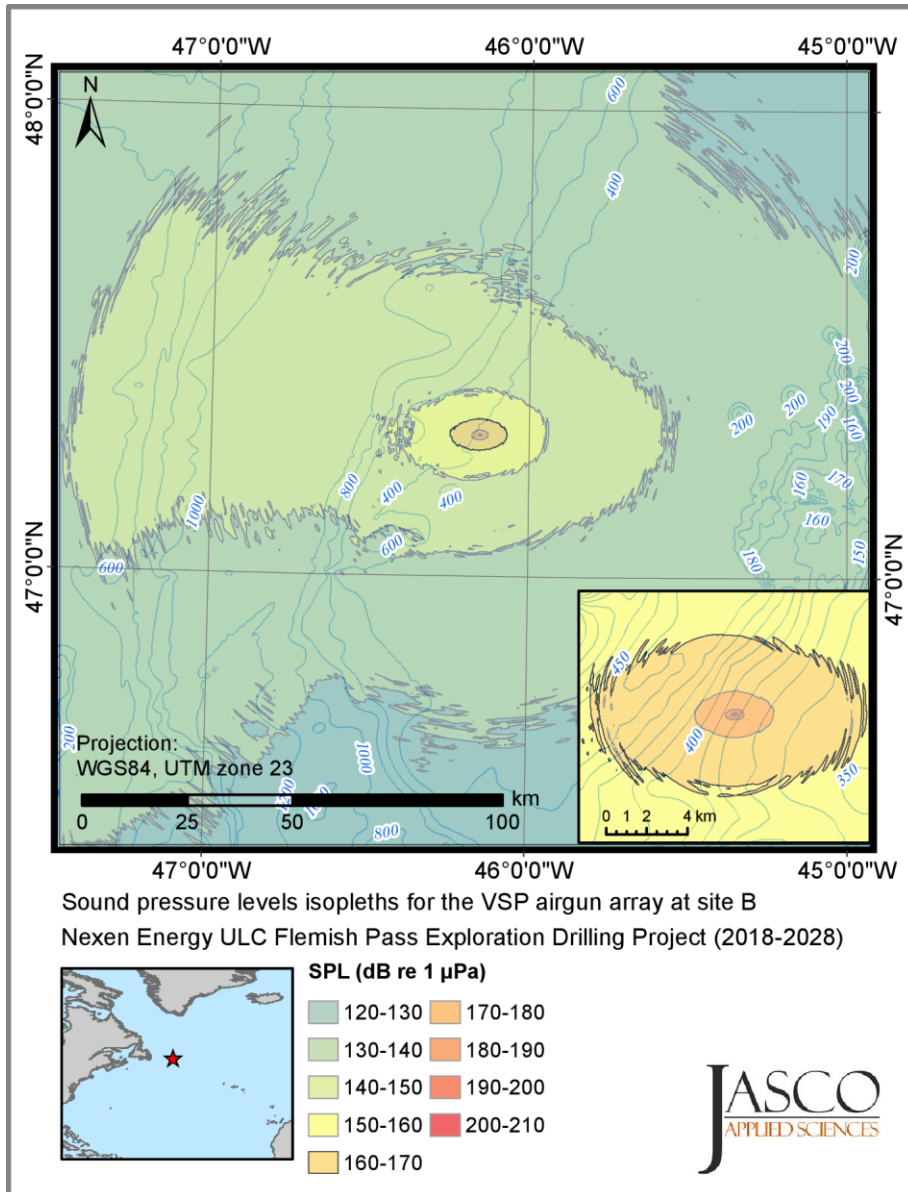 47°0'0"W 46°0'0"W 45°0'0"W
48°0'0"N
N
600
400
200
200
200
200
200
190
160
800
400
400
1000
600
600
160
170
160
180
150
47°0'0"N
47°0'0"N
200
1000
800
Projection:
WGS84, UTM zone 23
km
0 25 50 100
450
400
350
0 1 2 4 km
47°0'0"W 46°0'0"W 45°0'0"W
Sound pressure levels isopleths for the VSP airgun array at site B
Nexen Energy ULC Flemish Pass Exploration Drilling Project (2018-2028)
SPL (dB re 1 µPa)
120-130 170-180
130-140 180-190
140-150 190-200
150-160 200-210
160-170
JASCO
APPLIED SCIENCES